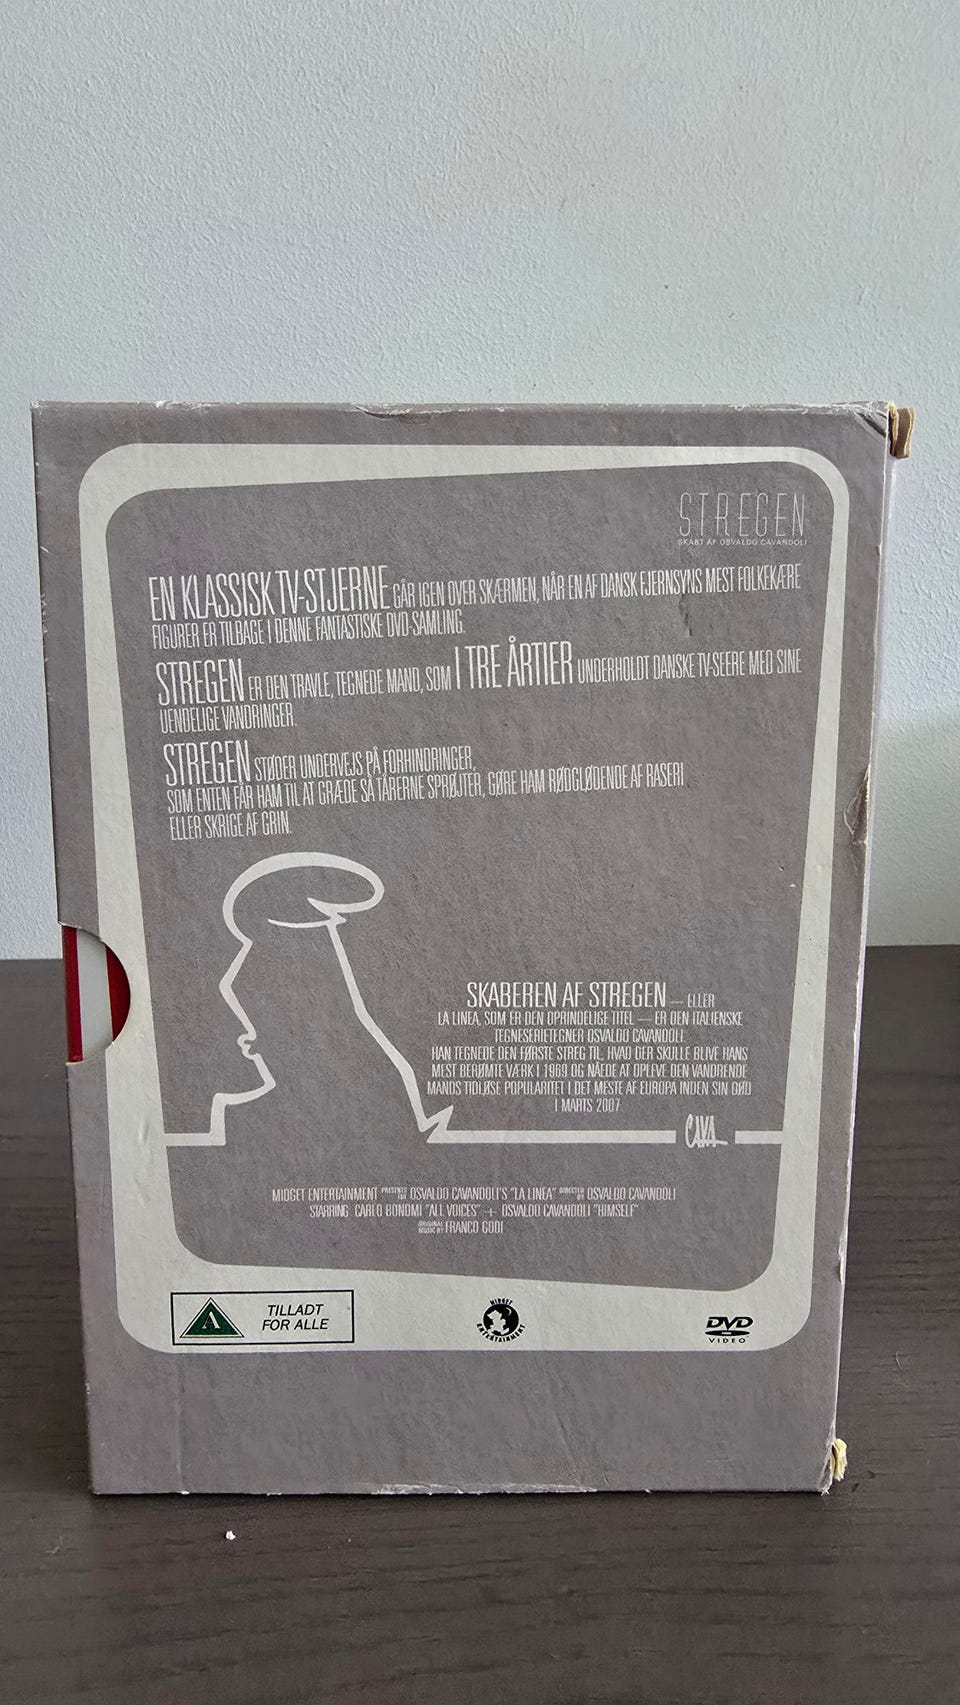 STREGEN
SKABT AF OSVALDO CAVANDOLI
EN KLASSISK TV-STJERNE GÅR IGEN OVER SKÆRMEN, NÅR EN AF DANSK FJERNSYNS MEST FOLKEKÆRE
FIGURER ER TILBAGE I DENNE FANTASTISKE DVD-SAMLING.
STREGEN ER DEN TRAVLE, TEGNEDE MAND, SOM I TRE ÅRTIER UNDERHOLDT DANSKE TV-SEERE MED SINE
UENDELIGE VANDRINGER.
STREGEN STØDER UNDERVEJS PÅ FORHINDRINGER,
SOM ENTEN FÅR HAM TIL AT GRÆDE SÅ TÅRERNE SPRØJTER, GØRE HAM RØDGLØDENDE AF RASERI
ELLER SKRIGE AF GRIN.
SKABEREN AF STREGEN — ELLER
LA LINEA, SOM ER DEN OPRINDELIGE TITEL — ER DEN ITALIENSKE
TEGNESERIETEGNER OSVALDO CAVANDOLI.
HAN TEGNEDE DEN FØRSTE STREG TIL, HVAD DER SKULLE BLIVE HANS
MEST BERØMTE VÆRK I 1969 OG NÅEDE AT OPLEVE DEN VANDRENDE
MANDS TIDLØSE POPULARITET I DET MESTE AF EUROPA INDEN SIN DØD
I MARTS 2007
CAVA
MIDGET ENTERTAINMENT PRESENTS FOR OSVALDO CAVANDOLI'S "LA LINEA" DIRECTED BY OSVALDO CAVANDOLI
STARRING CARLO BONOMI "ALL VOICES" + OSVALDO CAVANDOLI "HIMSELF"
ORIGINAL MUSIC BY FRANCO GODI
A TILLADT
FOR ALLE
MIDGET
ENTERTAINMENT
DVD
VIDEO